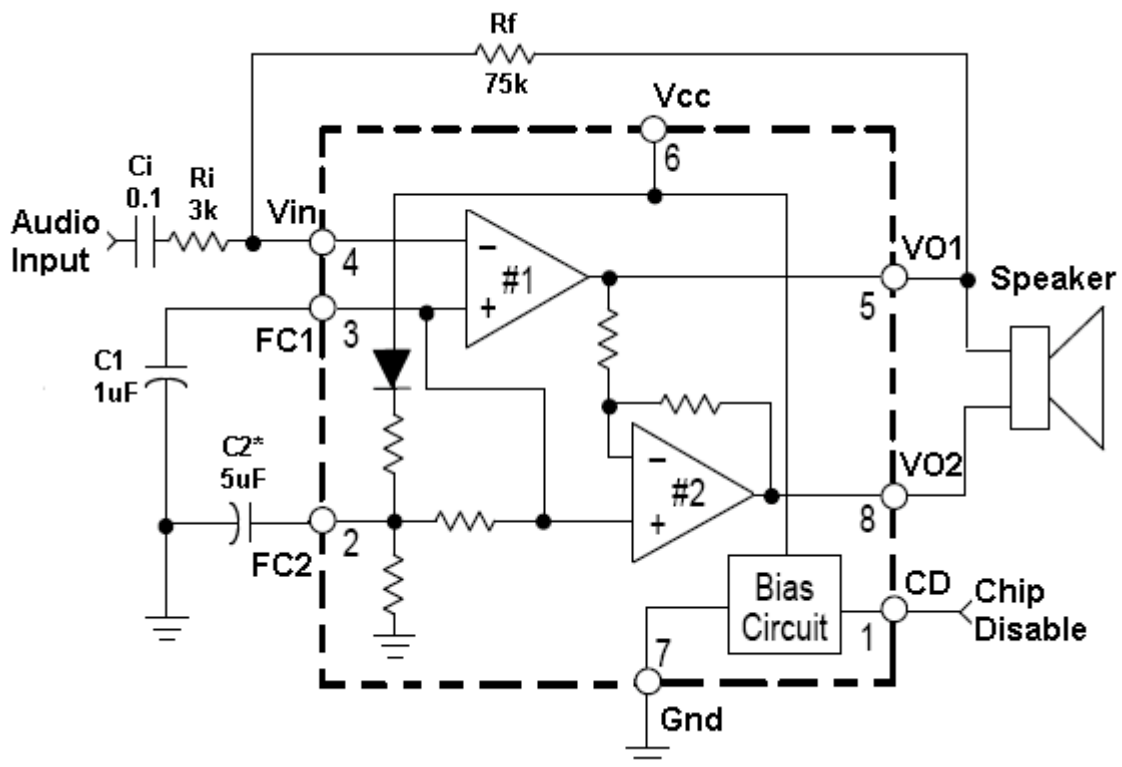 Rf
75k
Vcc
6
Ci
0.1
Ri
3k
Audio
Input
Vin
4
−
#1
+
VO1
5
Speaker
FC1
3
C1
1uF
C2*
5uF
FC2
2
−
#2
+
VO2
8
Bias
Circuit
CD
1
Chip
Disable
7
Gnd